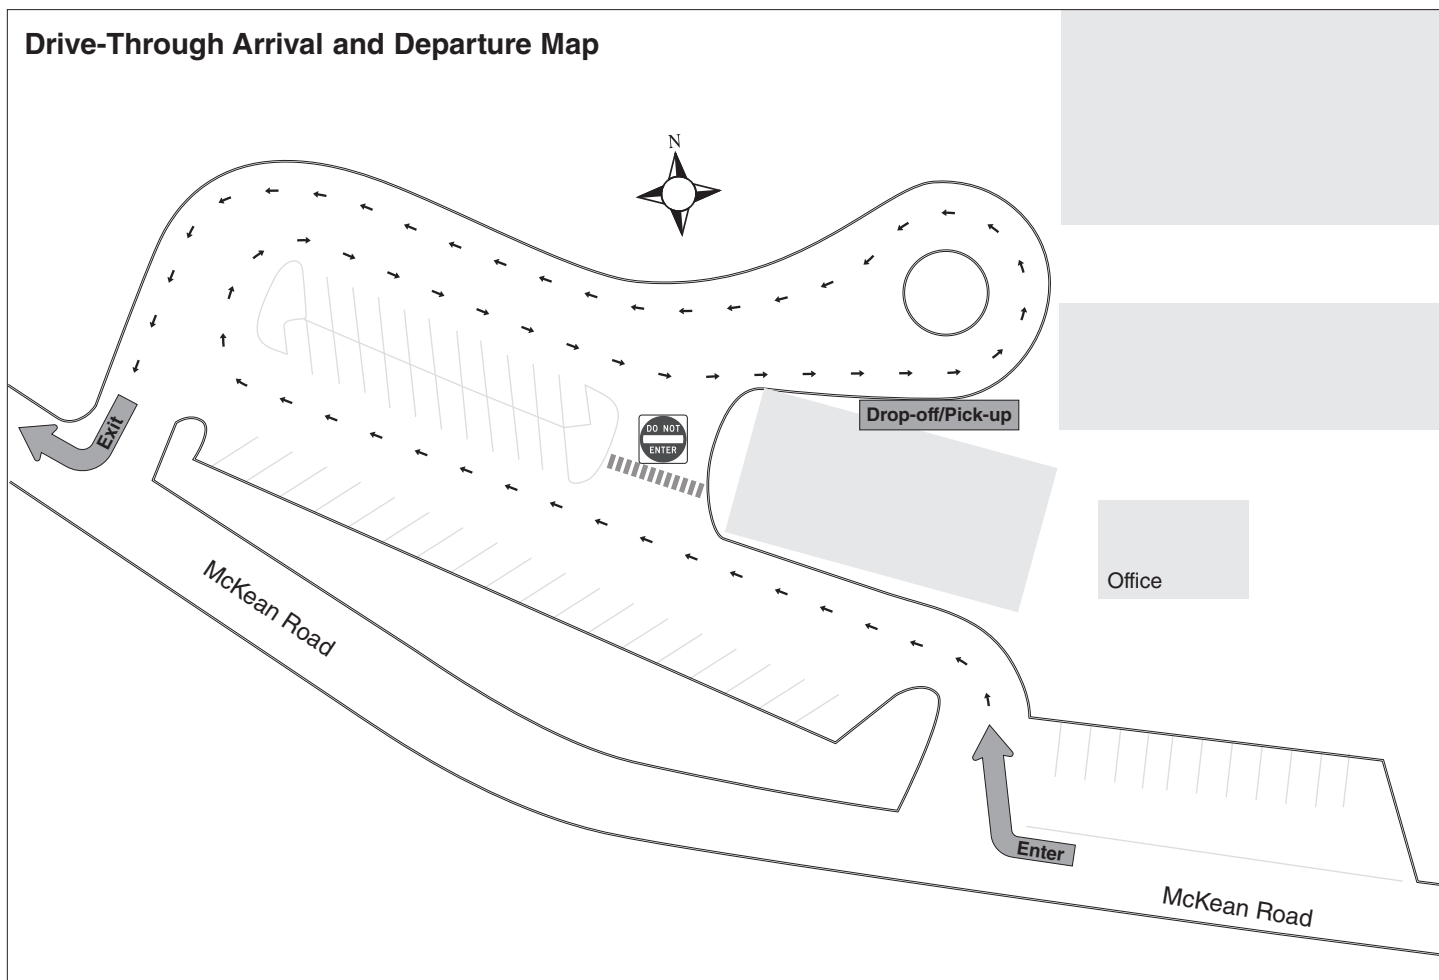 Drive-Through Arrival and Departure Map
N
DO NOT
ENTER
Drop-off/Pick-up
Exit
Office
McKean Road
Enter
McKean Road